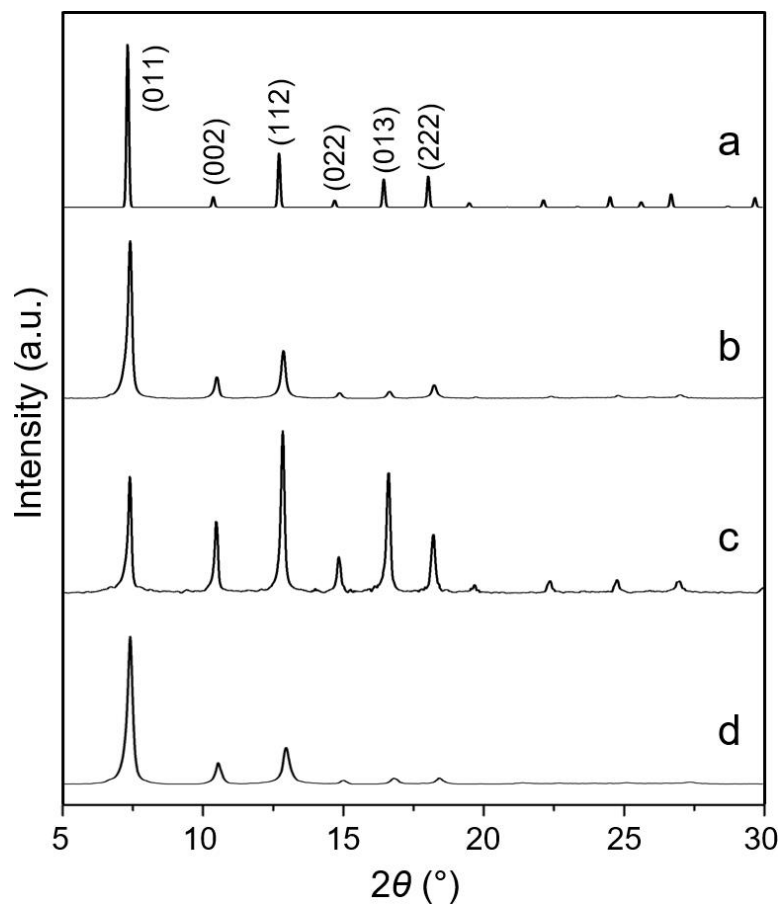 (011)
(002)
(112)
(022)
(013)
(222)
a
b
c
d
Intensity (a.u.)
5
10
15
20
25
30
2θ (°)